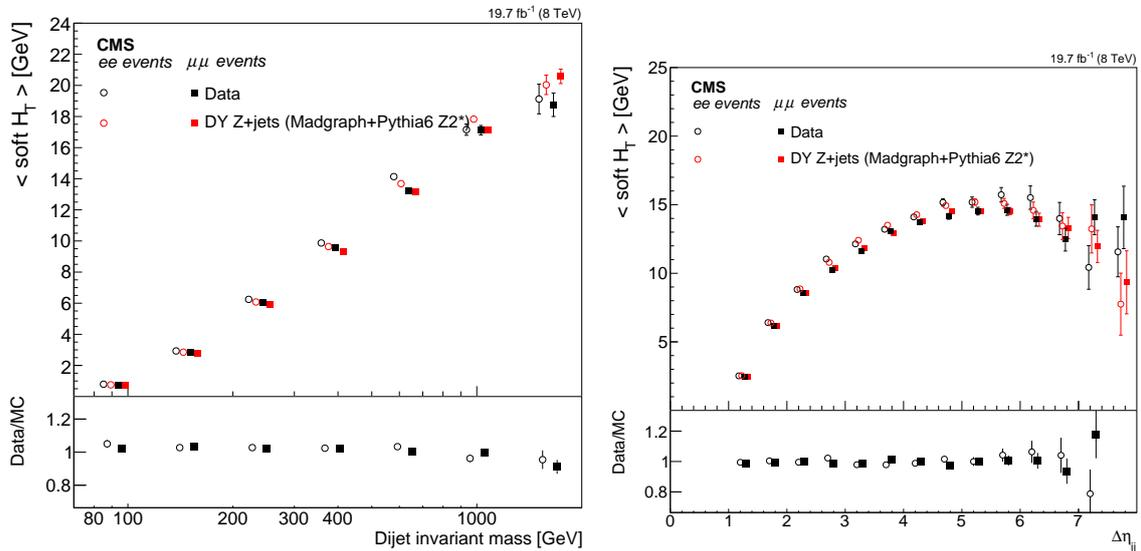 19.7 fb⁻¹ (8 TeV)
24
22
20
18
16
14
12
10
8
6
4
2
< soft H_T > [GeV]
CMS
ee events μμ events
Data
DY Z+jets (Madgraph+Pythia6 Z2*)
Data/MC
1.2
1
0.8
80 100 200 300 400 1000
Dijet invariant mass [GeV]
19.7 fb⁻¹ (8 TeV)
25
20
15
10
5
< soft H_T > [GeV]
CMS
ee events μμ events
Data
DY Z+jets (Madgraph+Pythia6 Z2*)
Data/MC
1.2
1
0.8
0 1 2 3 4 5 6 7
Δη_jj